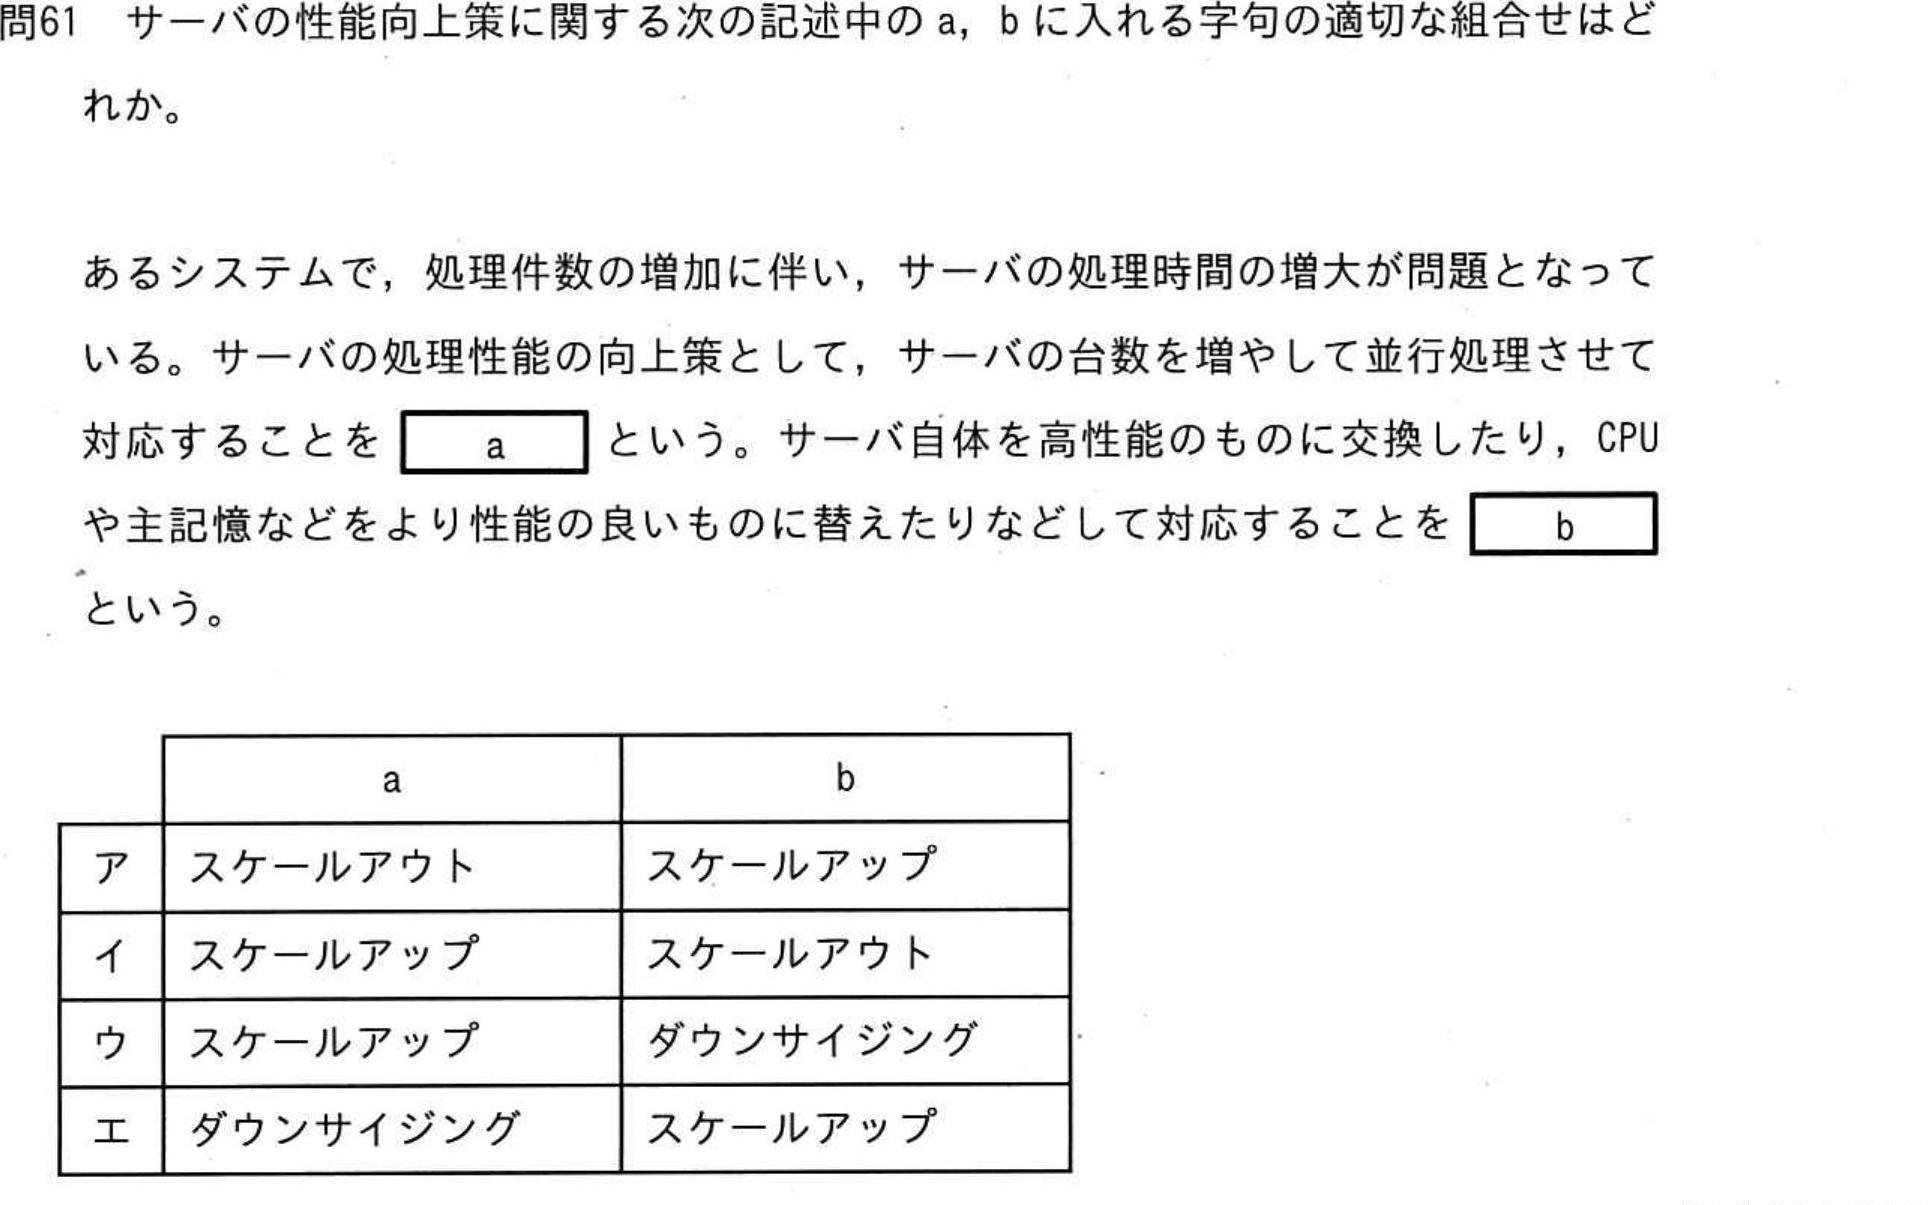 問61 サーバの性能向上策に関する次の記述中の a，b に入れる字句の適切な組合せはど
れか。
あるシステムで，処理件数の増加に伴い，サーバの処理時間の増大が問題となって
いる。サーバの処理性能の向上策として，サーバの台数を増やして並行処理させて
対応することを a という。サーバ自体を高性能のものに交換したり，CPU
や主記憶などをより性能の良いものに替えたりなどして対応することを b
という。
a b
ア スケールアウト スケールアップ
イ スケールアップ スケールアウト
ウ スケールアップ ダウンサイジング
エ ダウンサイジング スケールアップ